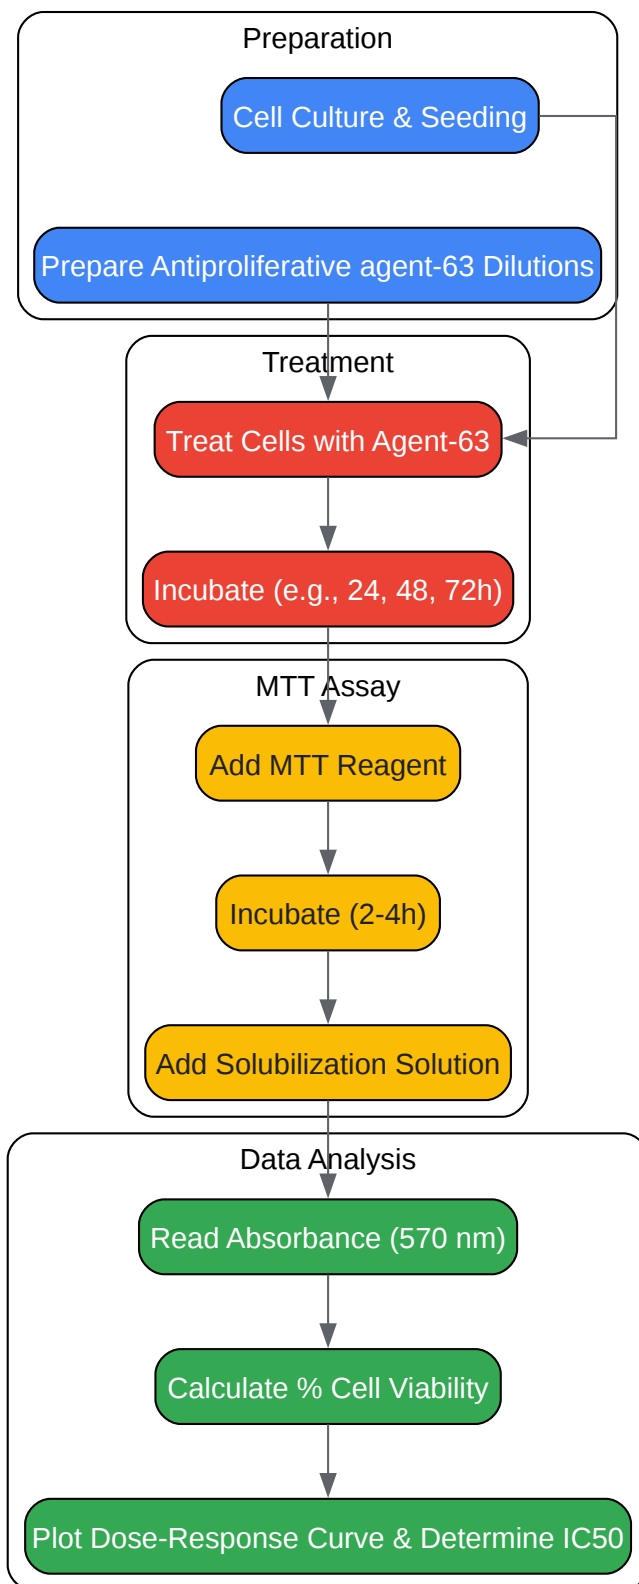 Preparation
Cell Culture & Seeding
Prepare Antiproliferative agent-63 Dilutions
Treatment
Treat Cells with Agent-63
Incubate (e.g., 24, 48, 72h)
MTT Assay
Add MTT Reagent
Incubate (2-4h)
Add Solubilization Solution
Data Analysis
Read Absorbance (570 nm)
Calculate % Cell Viability
Plot Dose-Response Curve & Determine IC50